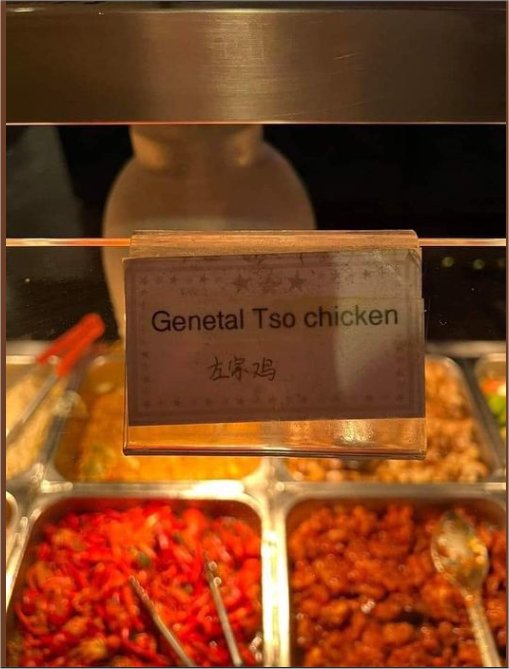 Genetal Tso chicken
左宗鸡